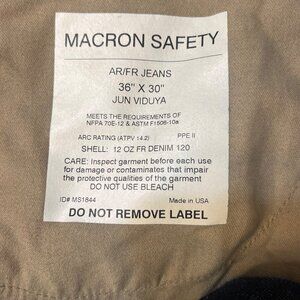 MACRON SAFETY
AR/FR JEANS
36" X 30"
JUN VIDUYA
MEETS THE REQUIREMENTS OF
NFPA 70E-12 & ASTM F1506-10a
ARC RATING (ATPV 14.2) PPE II
SHELL: 12 OZ FR DENIM 120
CARE: Inspect garment before each use
for damage or contaminates that impair
the protective qualities of the garment
DO NOT USE BLEACH
ID# MS1844 Made in USA
DO NOT REMOVE LABEL